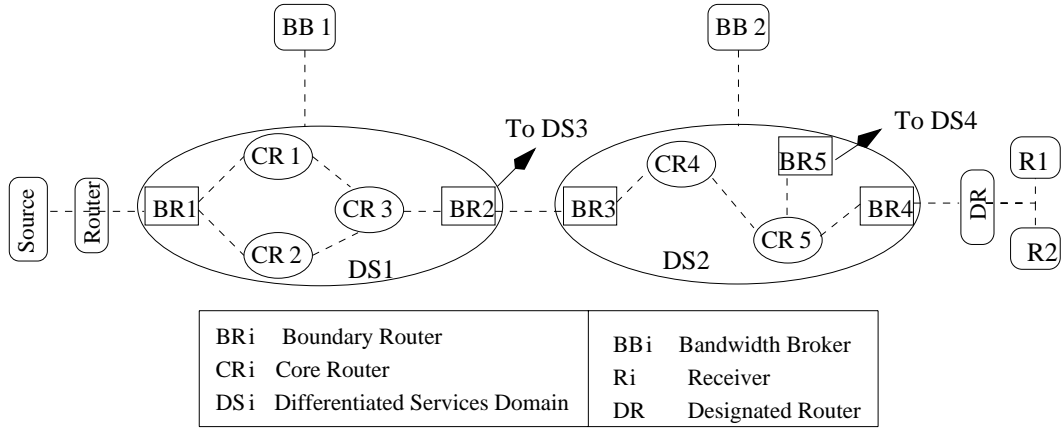 BB 1
BB 2
To DS3
To DS4
CR 1
CR4
BR5
R1
Source
Router
BR1
CR 3
BR2
BR3
BR4
DR
CR 2
CR 5
R2
DS1
DS2
BRi Boundary Router
CRi Core Router
DSi Differentiated Services Domain
BBi Bandwidth Broker
Ri Receiver
DR Designated Router